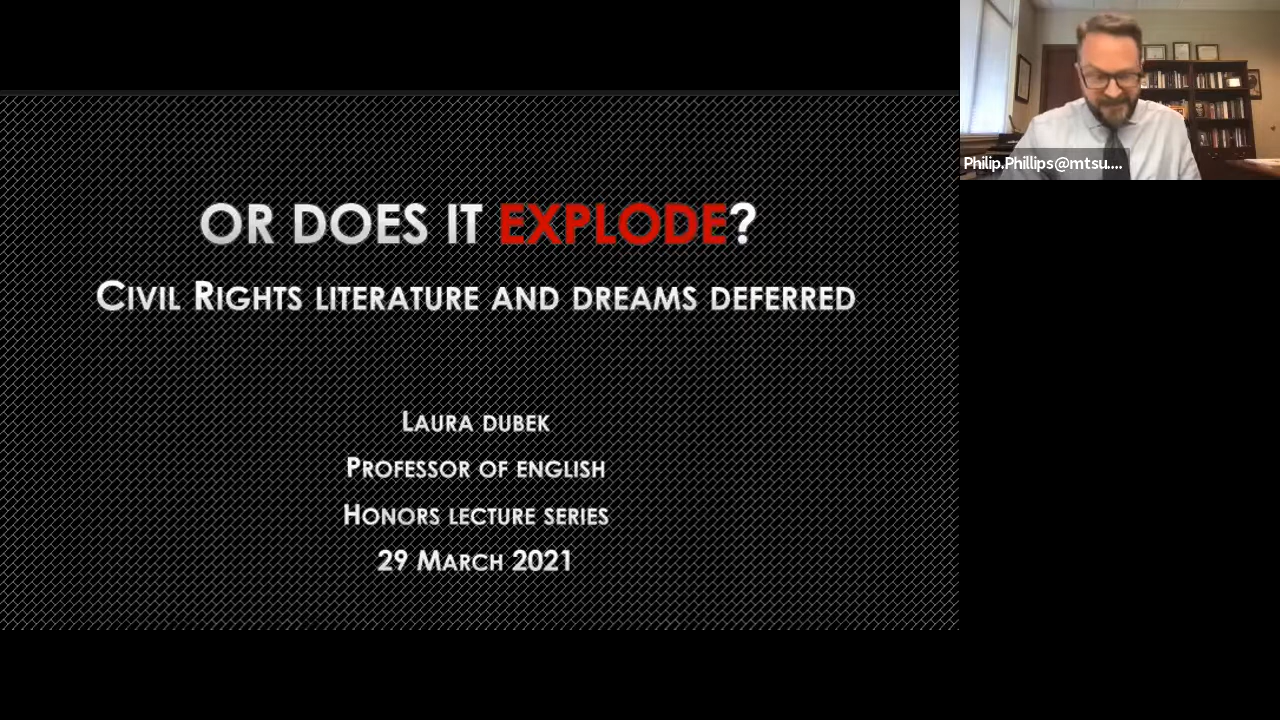 OR DOES IT EXPLODE?
CIVIL RIGHTS LITERATURE AND DREAMS DEFERRED
LAURA DUBEK
PROFESSOR OF ENGLISH
HONORS LECTURE SERIES
29 MARCH 2021
Philip.Phillips@mtsu....